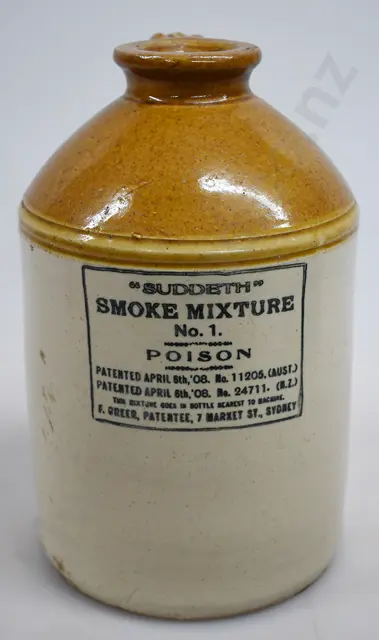 "SUDDETH"
SMOKE MIXTURE
No. 1.
POISON
PATENTED APRIL 6th,'08. No. 11205.(AUST.)
PATENTED APRIL 6th,'08. No. 24711. (N.Z.)
THIS MIXTURE GOES IN BOTTLE NEAREST TO MACHINE.
F. GREER, PATENTEE, 7 MARKET ST., SYDNEY